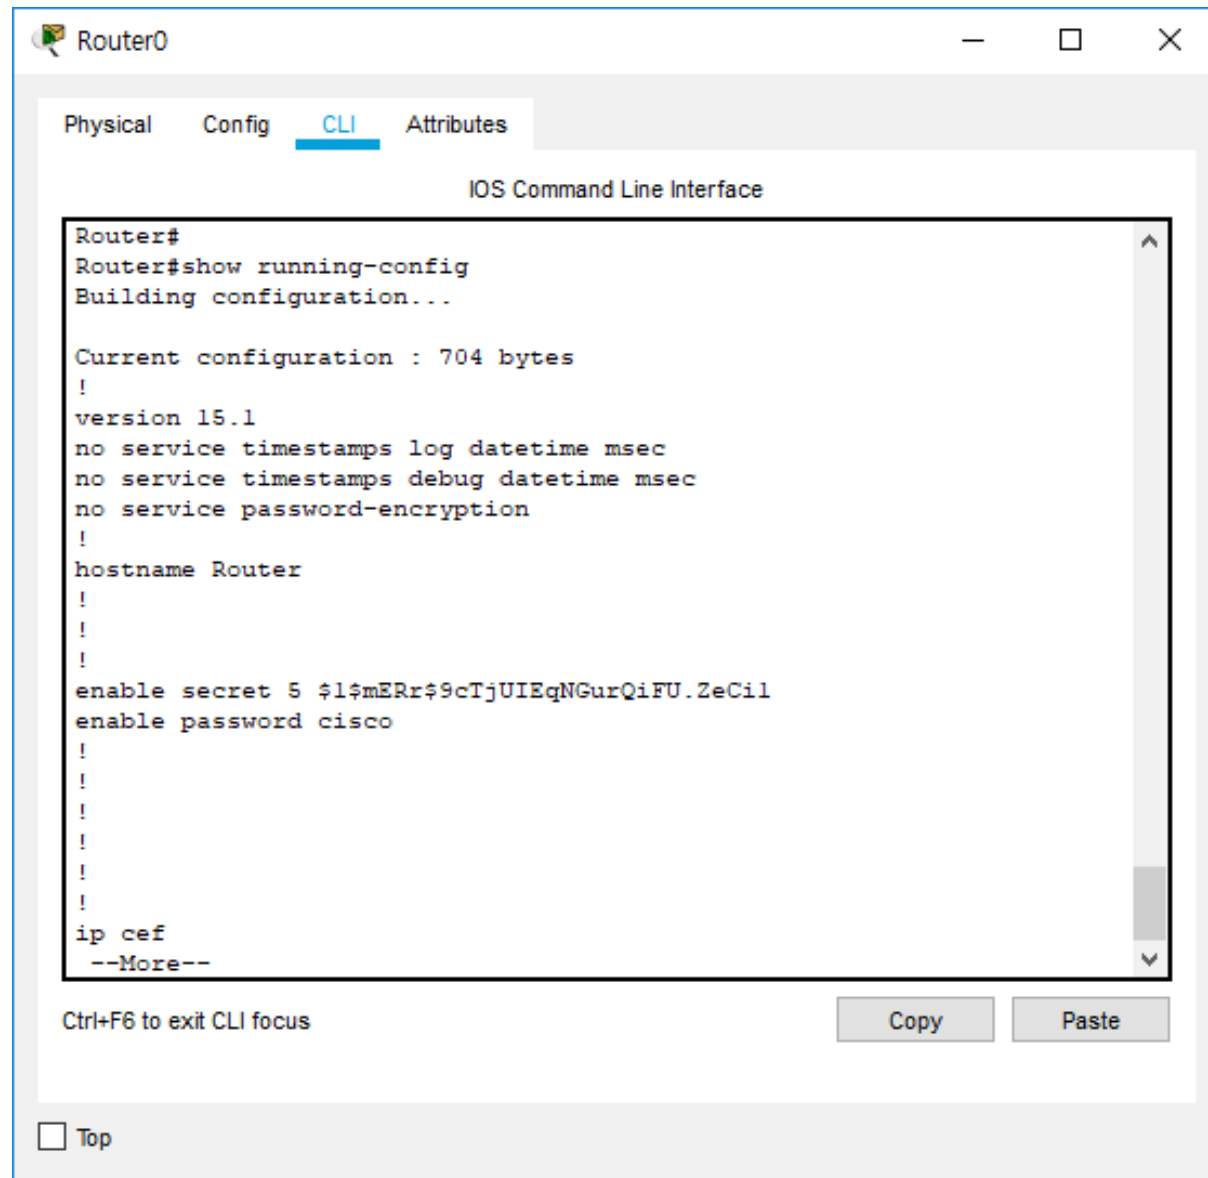 Router0
Physical Config CLI Attributes
IOS Command Line Interface
Router#
Router#show running-config
Building configuration...
Current configuration : 704 bytes
!
version 15.1
no service timestamps log datetime msec
no service timestamps debug datetime msec
no service password-encryption
!
hostname Router
!
!
!
enable secret 5 $1$mERr$9cTjUIEqNGurQiFU.ZeCi1
enable password cisco
!
!
!
!
!
!
ip cef
--More--
Ctrl+F6 to exit CLI focus
Copy Paste
Top